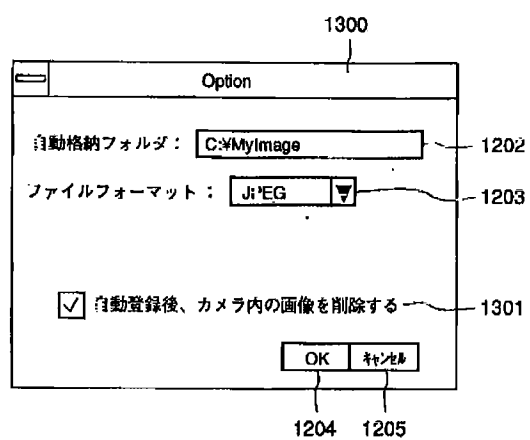 1300
Option
自動格納フォルダ： C:¥MyImage 1202
ファイルフォーマット： JPEG 1203
自動登録後、カメラ内の画像を削除する 1301
OK キャンセル
1204 1205